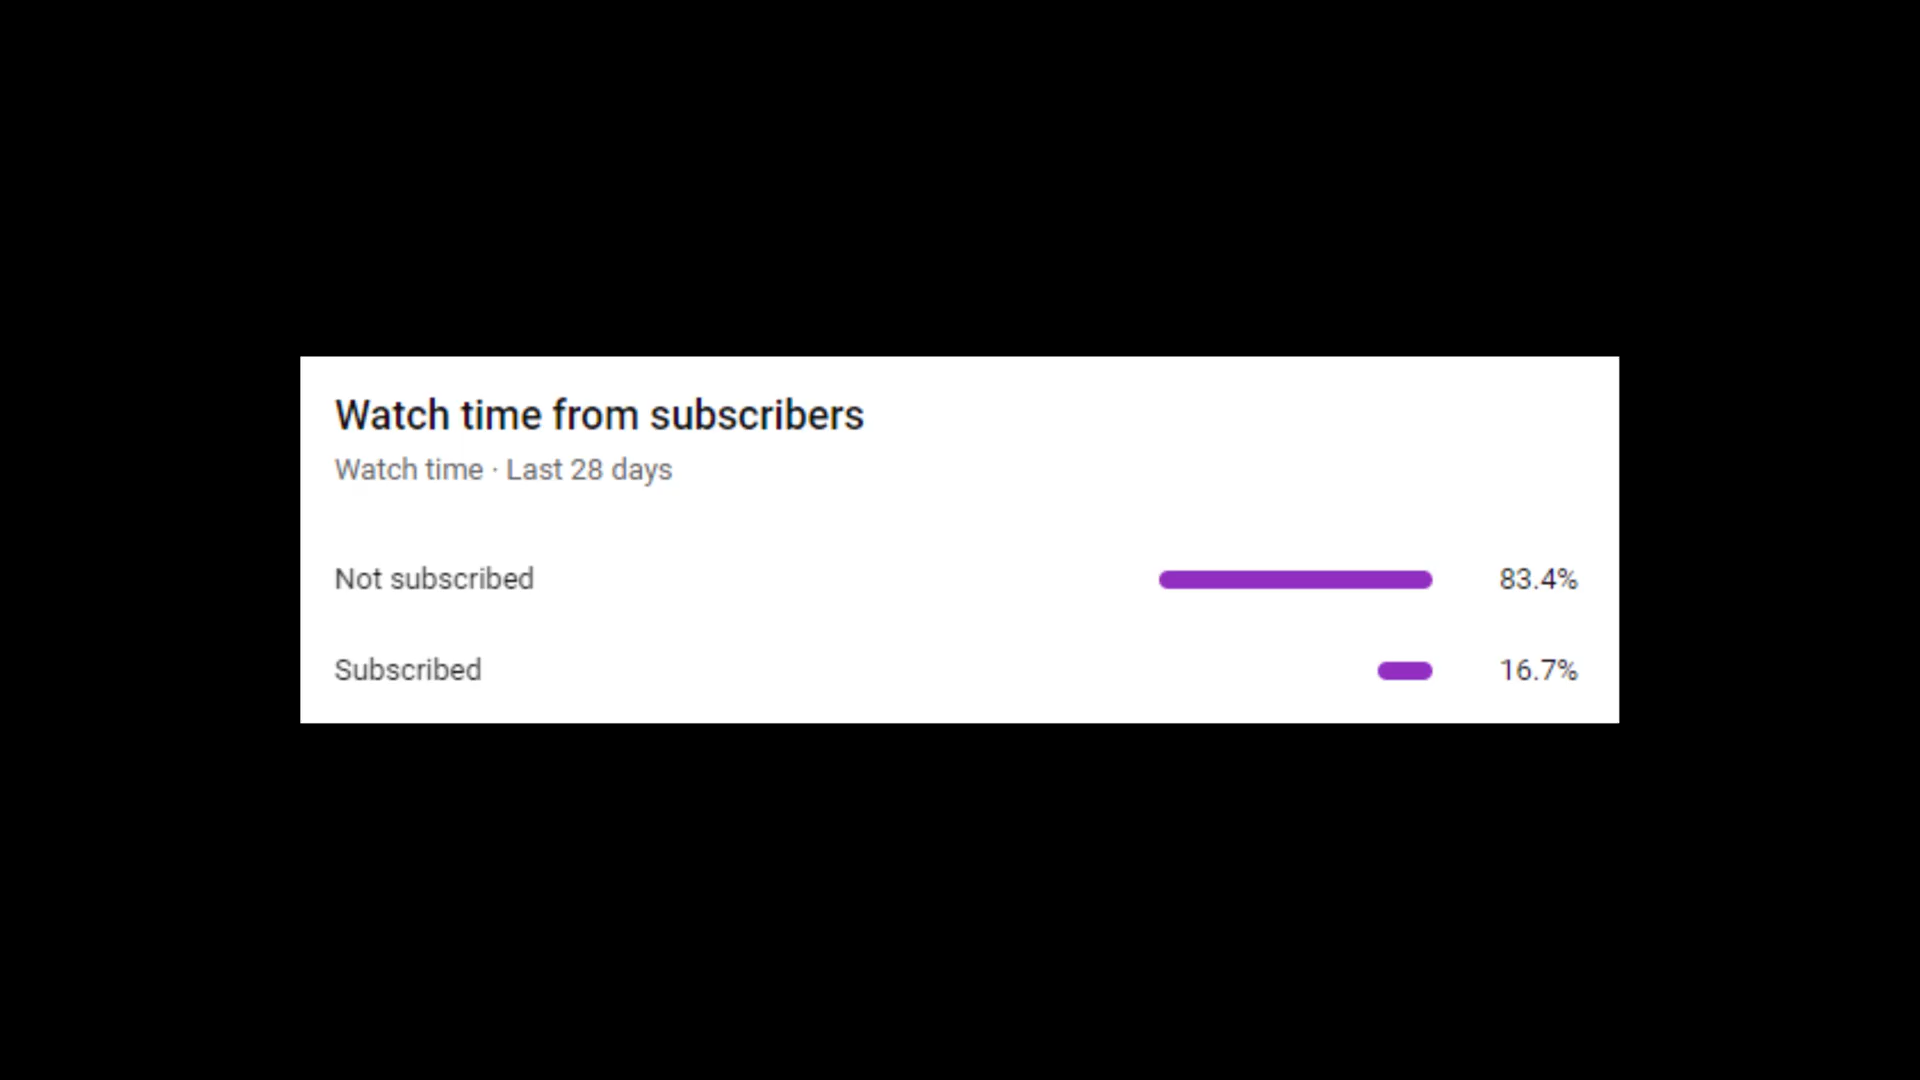 Watch time from subscribers
Watch time · Last 28 days
Not subscribed 83.4%
Subscribed 16.7%